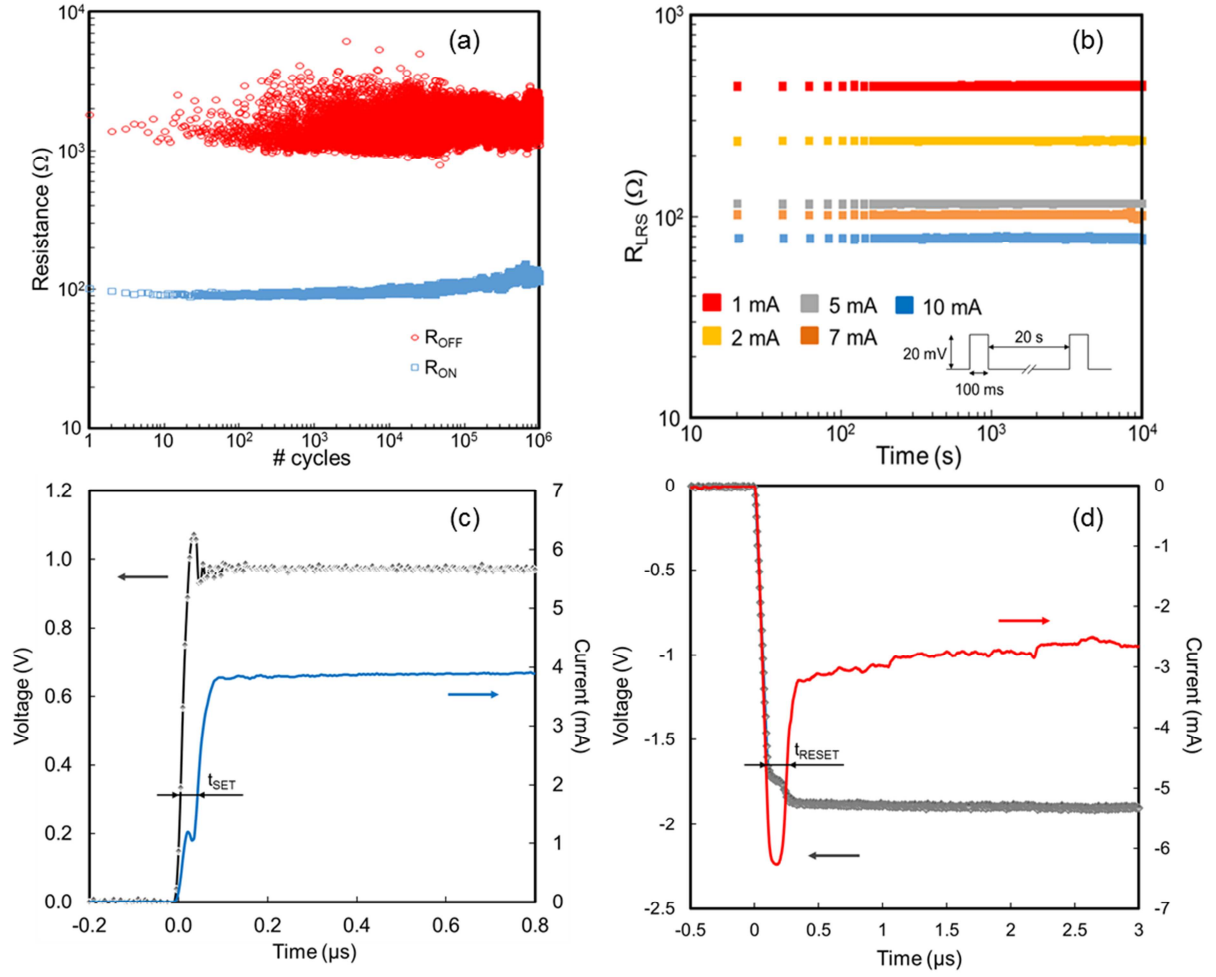 (a)
10⁴
10³
10²
10
Resistance (Ω)
R_OFF
R_ON
1 10 10² 10³ 10⁴ 10⁵ 10⁶
# cycles
(b)
10³
10²
10
R_LRS (Ω)
1 mA 5 mA 10 mA
2 mA 7 mA
20 mV
20 s
100 ms
10 10² 10³ 10⁴
Time (s)
(c)
1.2
1.0
0.8
0.6
0.4
0.2
0.0
Voltage (V)
7
6
5
4
3
2
1
0
Current (mA)
t_SET
-0.2 0.0 0.2 0.4 0.6 0.8
Time (µs)
(d)
0
-0.5
-1
-1.5
-2
-2.5
Voltage (V)
0
-1
-2
-3
-4
-5
-6
-7
Current (mA)
t_RESET
-0.5 0 0.5 1 1.5 2 2.5 3
Time (µs)